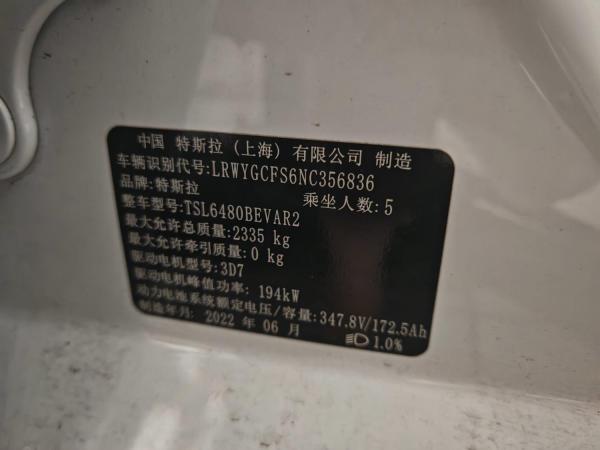 中国 特斯拉（上海）有限公司 制造
车辆识别代号:LRWYGCFS6NC356836
品牌:特斯拉 乘坐人数:5
整车型号:TSL6480BEVAR2
最大允许总质量:2335 kg
最大允许牵引质量:0 kg
驱动电机型号:3D7
驱动电机峰值功率: 194kW
动力电池系统额定电压/容量:347.8V/172.5Ah
制造年月: 2022 年 06 月 1.0%